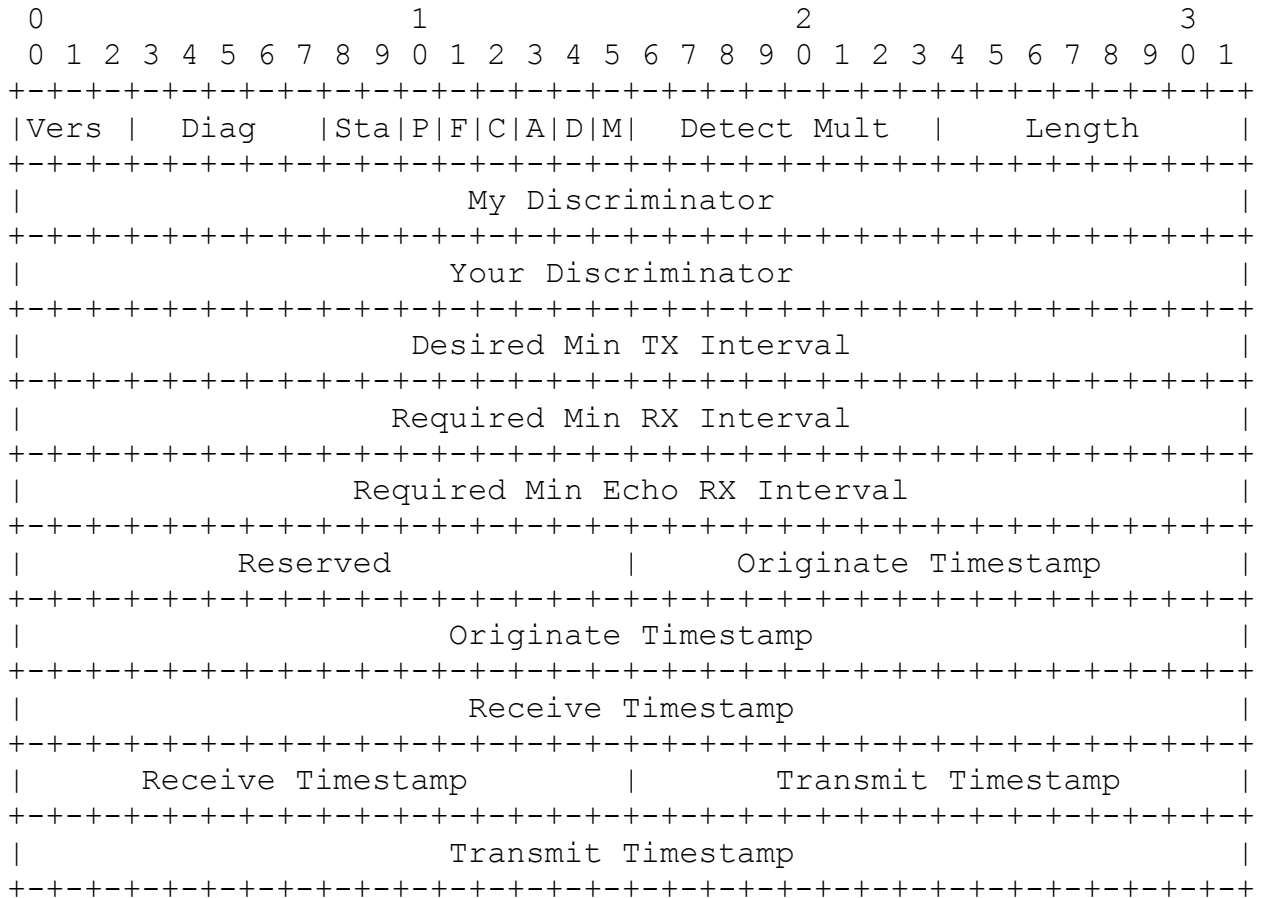 0                   1                   2                   3
 0 1 2 3 4 5 6 7 8 9 0 1 2 3 4 5 6 7 8 9 0 1 2 3 4 5 6 7 8 9 0 1
+-+-+-+-+-+-+-+-+-+-+-+-+-+-+-+-+-+-+-+-+-+-+-+-+-+-+-+-+-+-+-+-+
|Vers |  Diag   |Sta|P|F|C|A|D|M|  Detect Mult  |    Length     |
+-+-+-+-+-+-+-+-+-+-+-+-+-+-+-+-+-+-+-+-+-+-+-+-+-+-+-+-+-+-+-+-+
|                       My Discriminator                        |
+-+-+-+-+-+-+-+-+-+-+-+-+-+-+-+-+-+-+-+-+-+-+-+-+-+-+-+-+-+-+-+-+
|                      Your Discriminator                       |
+-+-+-+-+-+-+-+-+-+-+-+-+-+-+-+-+-+-+-+-+-+-+-+-+-+-+-+-+-+-+-+-+
|                    Desired Min TX Interval                    |
+-+-+-+-+-+-+-+-+-+-+-+-+-+-+-+-+-+-+-+-+-+-+-+-+-+-+-+-+-+-+-+-+
|                   Required Min RX Interval                    |
+-+-+-+-+-+-+-+-+-+-+-+-+-+-+-+-+-+-+-+-+-+-+-+-+-+-+-+-+-+-+-+-+
|                 Required Min Echo RX Interval                 |
+-+-+-+-+-+-+-+-+-+-+-+-+-+-+-+-+-+-+-+-+-+-+-+-+-+-+-+-+-+-+-+-+
|           Reserved            |     Originate Timestamp       |
+-+-+-+-+-+-+-+-+-+-+-+-+-+-+-+-+-+-+-+-+-+-+-+-+-+-+-+-+-+-+-+-+
|                      Originate Timestamp                      |
+-+-+-+-+-+-+-+-+-+-+-+-+-+-+-+-+-+-+-+-+-+-+-+-+-+-+-+-+-+-+-+-+
|                       Receive Timestamp                       |
+-+-+-+-+-+-+-+-+-+-+-+-+-+-+-+-+-+-+-+-+-+-+-+-+-+-+-+-+-+-+-+-+
|      Receive Timestamp        |       Transmit Timestamp      |
+-+-+-+-+-+-+-+-+-+-+-+-+-+-+-+-+-+-+-+-+-+-+-+-+-+-+-+-+-+-+-+-+
|                      Transmit Timestamp                       |
+-+-+-+-+-+-+-+-+-+-+-+-+-+-+-+-+-+-+-+-+-+-+-+-+-+-+-+-+-+-+-+-+